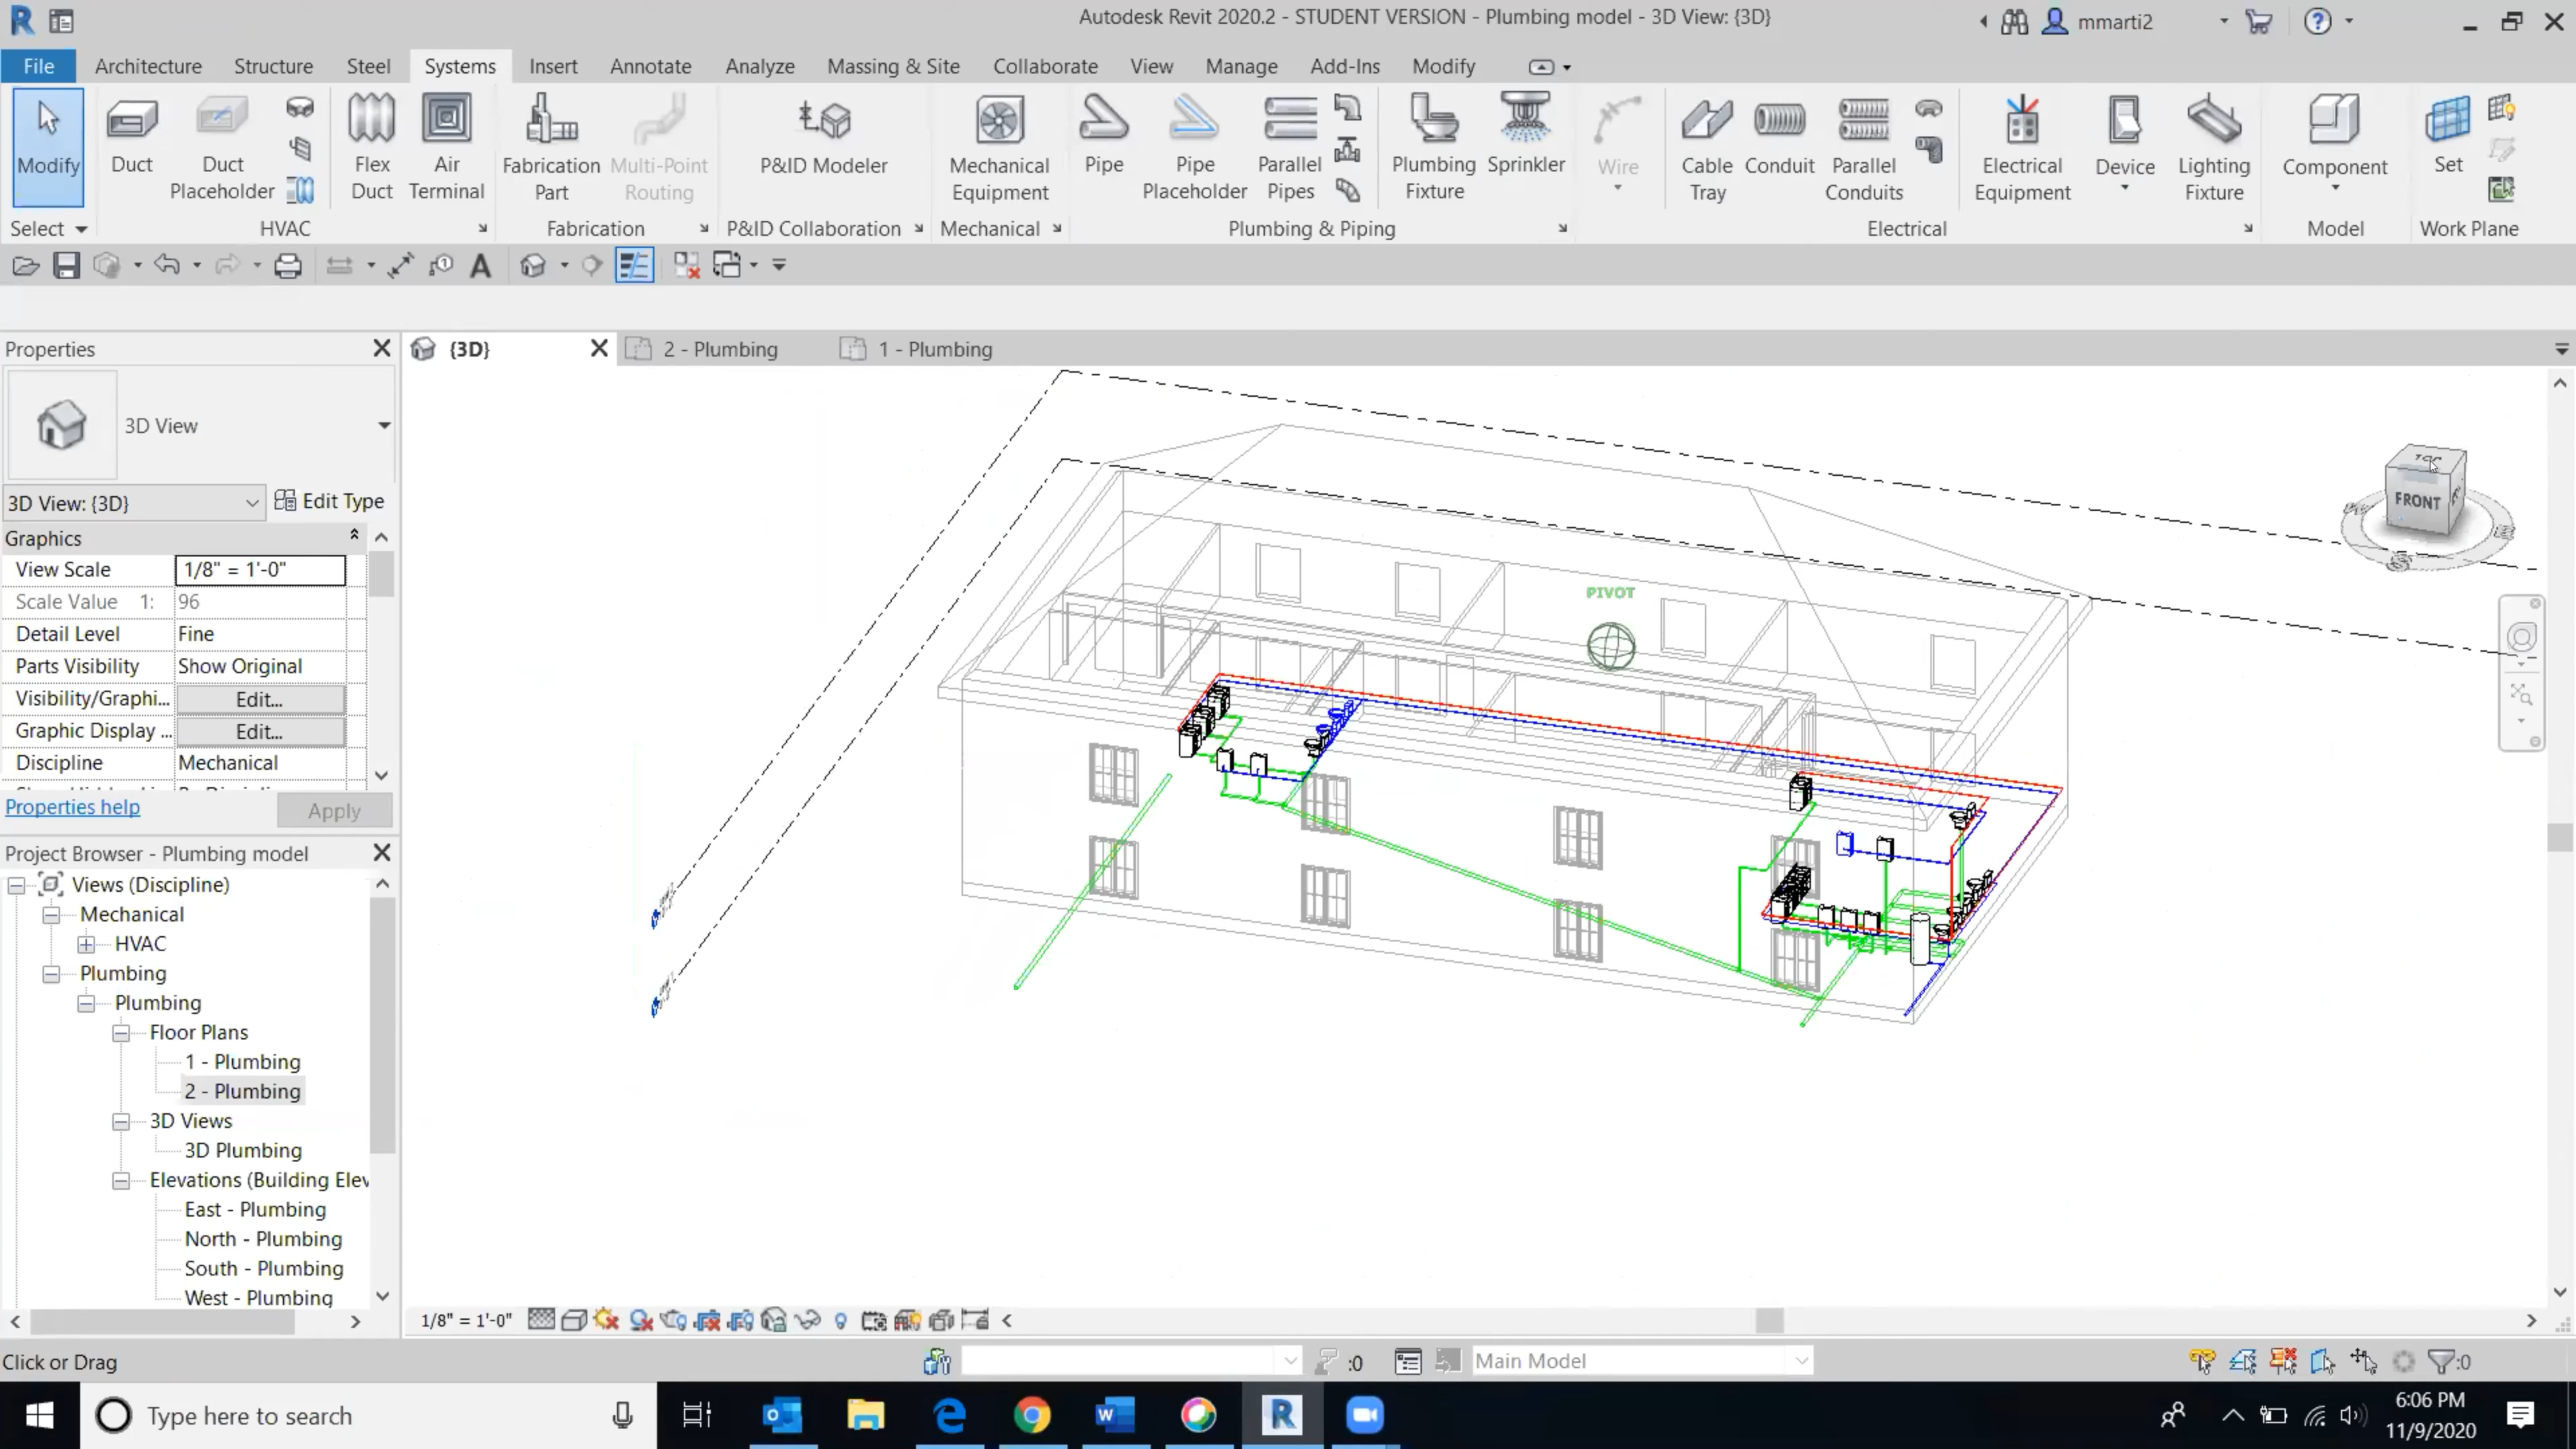 Autodesk Revit 2020.2 - STUDENT VERSION - Plumbing model - 3D View: {3D}
mmarti2
File Architecture Structure Steel Systems Insert Annotate Analyze Massing & Site Collaborate View Manage Add-Ins Modify
Modify
Duct
Duct Placeholder
Flex Duct
Air Terminal
Fabrication Part
Multi-Point Routing
P&ID Modeler
Mechanical Equipment
Pipe
Pipe Placeholder
Parallel Pipes
Plumbing Fixture
Sprinkler
Wire
Cable Tray
Conduit
Parallel Conduits
Electrical Equipment
Device
Lighting Fixture
Component
Set
Select HVAC Fabrication P&ID Collaboration Mechanical Plumbing & Piping Electrical Model Work Plane
Properties
{3D} 2 - Plumbing 1 - Plumbing
3D View
3D View: {3D} Edit Type
Graphics
View Scale 1/8" = 1'-0"
Scale Value 1: 96
Detail Level Fine
Parts Visibility Show Original
Visibility/Graphi... Edit...
Graphic Display ... Edit...
Discipline Mechanical
Properties help Apply
TOP
FRONT
PIVOT
Project Browser - Plumbing model
Views (Discipline)
Mechanical
HVAC
Plumbing
Plumbing
Floor Plans
1 - Plumbing
2 - Plumbing
3D Views
3D Plumbing
Elevations (Building Elev
East - Plumbing
North - Plumbing
South - Plumbing
West - Plumbing
1/8" = 1'-0"
Click or Drag :0 Main Model :0
Type here to search
6:06 PM
11/9/2020